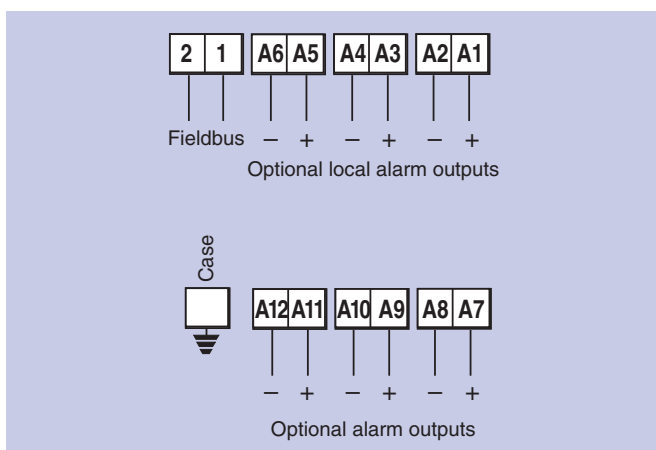 2 1 A6 A5 A4 A3 A2 A1
Fieldbus − + − + − +
Optional local alarm outputs
Case
A12 A11 A10 A9 A8 A7
− + − + − +
Optional alarm outputs